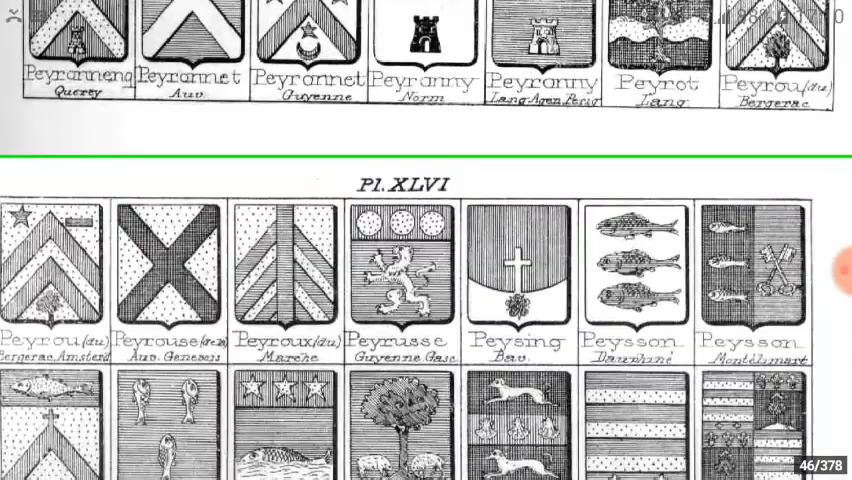 Peyrannenq Peyrannet Peyrannet Peyranny Peyranny Peyrot Peyrou (du)
Quercy Auv. Guyenne Norm Lang. Agen. Perig Lang Bergerac
Pl. XLVI
Peyrou (du) Peyrouse (de la) Peyroux (du) Peyrusse Peysing Peysson Peysson
Bergerac. Amsterd Auv. Genevois Marche Guyenne. Gasc Bav. Dauphiné Montélimart
46/378